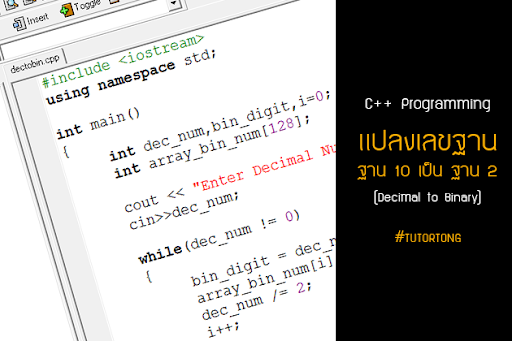 Insert
Toggle
dectobin.cpp
#include <iostream>
using namespace std;
int main()
{ int dec_num,bin_digit,i=0;
int array_bin_num[128];
cout << "Enter Decimal Nu
cin>>dec_num;
while(dec_num != 0)
{ bin_digit = dec_n
array_bin_num[i]
dec_num /= 2;
i++;
C++ Programming
แปลงเลขฐาน
ฐาน 10 เป็น ฐาน 2
(Decimal to Binary)
#TUTORTONG